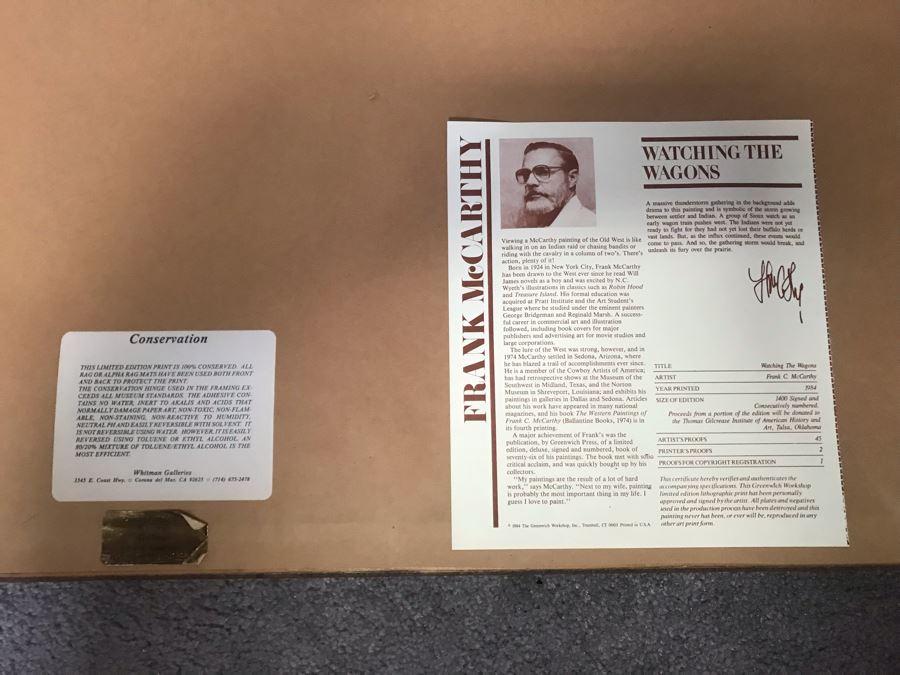 Conservation
THIS LIMITED EDITION PRINT IS 100% CONSERVED. ALL
RAG OR ALPHA RAG MATS HAVE BEEN USED BOTH FRONT
AND BACK TO PROTECT THE PRINT.
THE CONSERVATION HINGE USED IN THE FRAMING EX-
CEEDS ALL MUSEUM STANDARDS. THE ADHESIVE CON-
TAINS NO WATER, INERT TO AKALIS AND ACIDS THAT
NORMALLY DAMAGE PAPER ART, NON-TOXIC, NON-FLAM-
ABLE, NON-STAINING, NON-REACTIVE TO HUMIDITY,
NEUTRAL PH AND EASILY REVERSIBLE WITH SOLVENT. IT
IS NOT REVERSIBLE USING WATER. HOWEVER, IT IS EASILY
REVERSED USING TOLUENE OR ETHYL ALCOHOL. AN
80/20% MIXTURE OF TOLUENE/ETHYL ALCOHOL IS THE
MOST EFFICIENT.
Whitman Galleries
Corona del Mar, CA 92625 ☆ (714) 675-2478
FRANK McCARTHY
Viewing a McCarthy painting of the Old West is like
walking in on an Indian raid or chasing bandits or
riding with the cavalry in a column of two's. There's
action, plenty of it!
Born in 1924 in New York City, Frank McCarthy
has been drawn to the West ever since he read Will
James novels as a boy and was excited by N.C.
Wyeth's illustrations in classics such as Robin Hood
and Treasure Island. His formal education was
acquired at Pratt Institute and the Art Student's
League where he studied under the eminent painters
George Bridgeman and Reginald Marsh. A success-
ful career in commercial art and illustration
followed, including book covers for major
publishers and advertising art for movie studios and
large corporations.
The lure of the West was strong, however, and in
1974 McCarthy settled in Sedona, Arizona, where
he has blazed a trail of accomplishments ever since.
He is a member of the Cowboy Artists of America;
has had retrospective shows at the Museum of the
Southwest in Midland, Texas, and the Norton
Museum in Shreveport, Louisiana; and exhibits his
paintings in galleries in Dallas and Sedona. Articles
about his work have appeared in many national
magazines, and his book The Western Paintings of
Frank C. McCarthy (Ballantine Books, 1974) is in
its fourth printing.
A major achievement of Frank's was the
publication, by Greenwich Press, of a limited
edition, deluxe, signed and numbered, book of
seventy-six of his paintings. The book met with
critical acclaim, and was quickly bought up by his
collectors.
"My paintings are the result of a lot of hard
work," says McCarthy. "Next to my wife, painting
is probably the most important thing in my life. I
guess I love to paint."
© 1984 The Greenwich Workshop, Inc., Trumbull, CT 06611 Printed in U.S.A.
WATCHING THE
WAGONS
A massive thunderstorm gathering in the background adds
drama to this painting and is symbolic of the storm growing
between settler and Indian. A group of Sioux watch as an
early wagon train pushes west. The Indians were not yet
ready to fight for they had not yet lost their buffalo herds or
vast lands. But, as the influx continued, these events would
come to pass. And so, the gathering storm would break, and
unleash its fury over the prairie.
TITLE Watching The Wagons
ARTIST Frank C. McCarthy
YEAR PRINTED 1984
SIZE OF EDITION 1400 Signed and
Consecutively numbered.
Proceeds from a portion of the edition will be donated to
the Thomas Gilcrease Institute of American History and
Art, Tulsa, Oklahoma
ARTIST'S PROOFS 45
PRINTER'S PROOFS 2
PROOFS FOR COPYRIGHT REGISTRATION 1
This certificate hereby verifies and authenticates the
accompanying specifications. This Greenwich Workshop
limited edition lithographic print has been personally
approved and signed by the artist. All plates and negatives
used in the production process have been destroyed and this
painting never has been, or ever will be, reproduced in any
other art print form.